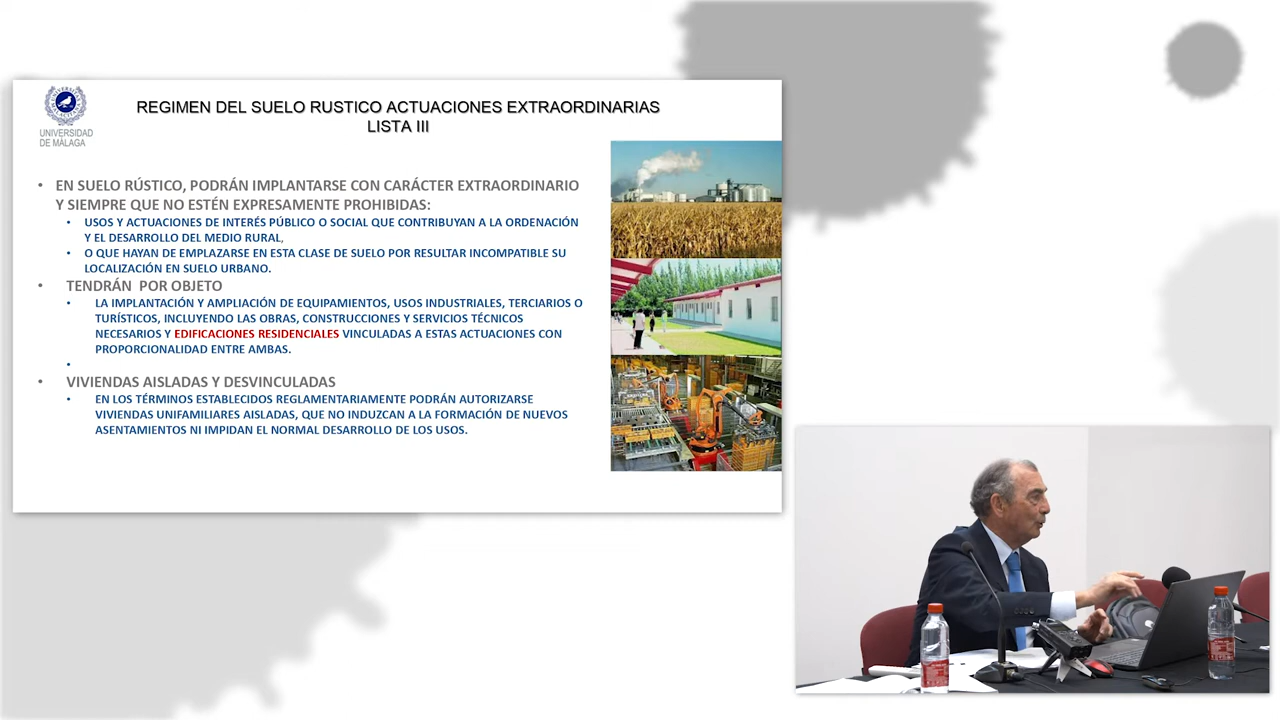 UNIVERSIDAD
DE MÁLAGA
REGIMEN DEL SUELO RUSTICO ACTUACIONES EXTRAORDINARIAS
LISTA III
• EN SUELO RÚSTICO, PODRÁN IMPLANTARSE CON CARÁCTER EXTRAORDINARIO
Y SIEMPRE QUE NO ESTÉN EXPRESAMENTE PROHIBIDAS:
• USOS Y ACTUACIONES DE INTERÉS PÚBLICO O SOCIAL QUE CONTRIBUYAN A LA ORDENACIÓN
Y EL DESARROLLO DEL MEDIO RURAL,
• O QUE HAYAN DE EMPLAZARSE EN ESTA CLASE DE SUELO POR RESULTAR INCOMPATIBLE SU
LOCALIZACIÓN EN SUELO URBANO.
• TENDRÁN POR OBJETO
• LA IMPLANTACIÓN Y AMPLIACIÓN DE EQUIPAMIENTOS, USOS INDUSTRIALES, TERCIARIOS O
TURÍSTICOS, INCLUYENDO LAS OBRAS, CONSTRUCCIONES Y SERVICIOS TÉCNICOS
NECESARIOS Y EDIFICACIONES RESIDENCIALES VINCULADAS A ESTAS ACTUACIONES CON
PROPORCIONALIDAD ENTRE AMBAS.
•
• VIVIENDAS AISLADAS Y DESVINCULADAS
• EN LOS TÉRMINOS ESTABLECIDOS REGLAMENTARIAMENTE PODRÁN AUTORIZARSE
VIVIENDAS UNIFAMILIARES AISLADAS, QUE NO INDUZCAN A LA FORMACIÓN DE NUEVOS
ASENTAMIENTOS NI IMPIDAN EL NORMAL DESARROLLO DE LOS USOS.